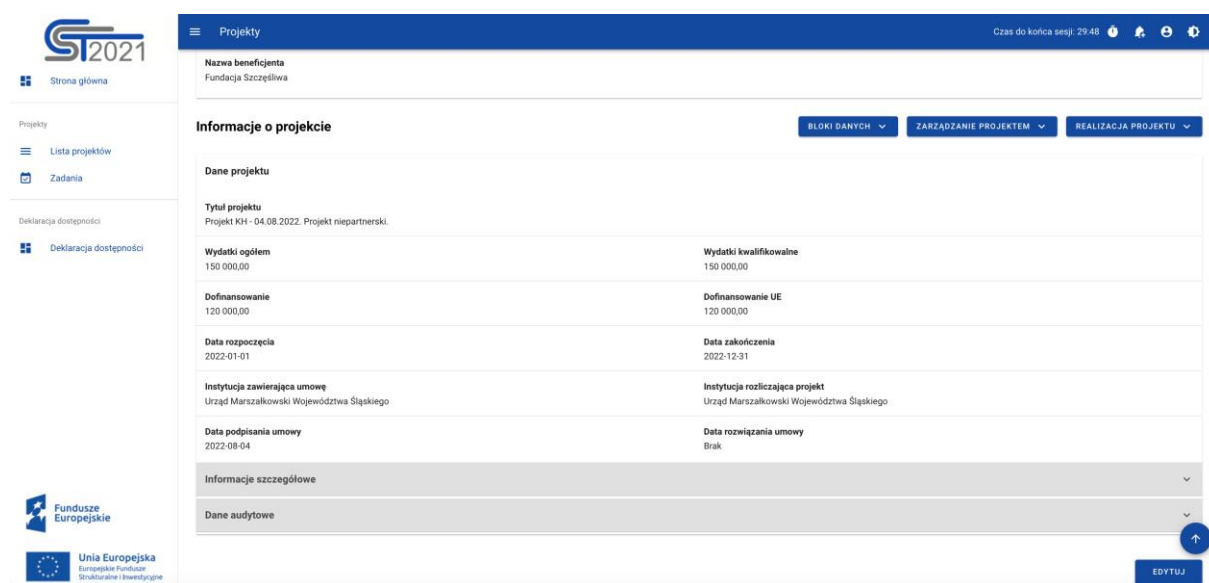 CST2021
Strona główna
Projekty
Lista projektów
Zadania
Deklaracja dostępności
Deklaracja dostępności
Fundusze
Europejskie
Unia Europejska
Europejskie Fundusze
Strukturalne i Inwestycyjne
Projekty
Czas do końca sesji: 29:48
Nazwa beneficjenta
Fundacja Szczęśliwa
Informacje o projekcie
BLOKI DANYCH
ZARZĄDZANIE PROJEKTEM
REALIZACJA PROJEKTU
Dane projektu
Tytuł projektu
Projekt KH - 04.08.2022. Projekt niepartnerski.
Wydatki ogółem
150 000,00
Wydatki kwalifikowalne
150 000,00
Dofinansowanie
120 000,00
Dofinansowanie UE
120 000,00
Data rozpoczęcia
2022-01-01
Data zakończenia
2022-12-31
Instytucja zawierająca umowę
Urząd Marszałkowski Województwa Śląskiego
Instytucja rozliczająca projekt
Urząd Marszałkowski Województwa Śląskiego
Data podpisania umowy
2022-08-04
Data rozwiązania umowy
Brak
Informacje szczegółowe
Dane audytowe
EDYTUJ